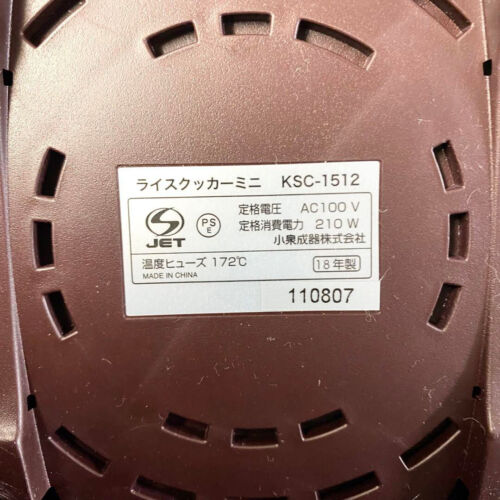 ライスクッカーミニ KSC-1512
S JET
PS
E
定格電圧 AC100 V
定格消費電力 210 W
小泉成器株式会社
温度ヒューズ 172℃
18年製
MADE IN CHINA
110807